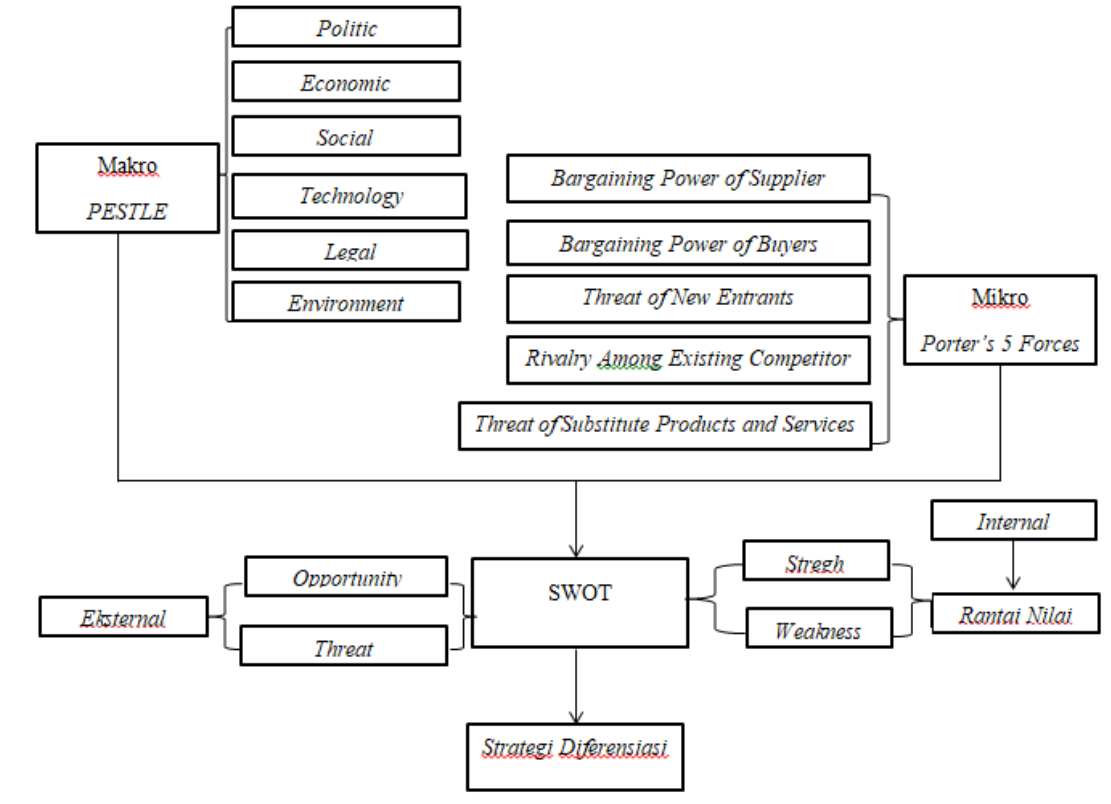 Politic
Economic
Social
Makro
PESTLE
Technology
Legal
Environment
Bargaining Power of Supplier
Bargaining Power of Buyers
Threat of New Entrants
Rivalry Among Existing Competitor
Threat of Substitute Products and Services
Mikro
Porter’s 5 Forces
Internal
Opportunity
Eksternal
Threat
SWOT
Stregh
Weakness
Rantai Nilai
Strategi Diferensiasi